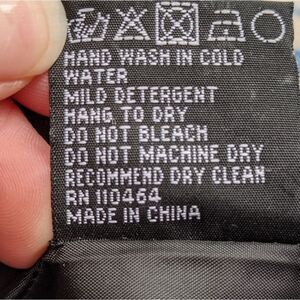 HAND WASH IN COLD
WATER
MILD DETERGENT
HANG TO DRY
DO NOT BLEACH
DO NOT MACHINE DRY
RECOMMEND DRY CLEAN
RN 110464
MADE IN CHINA